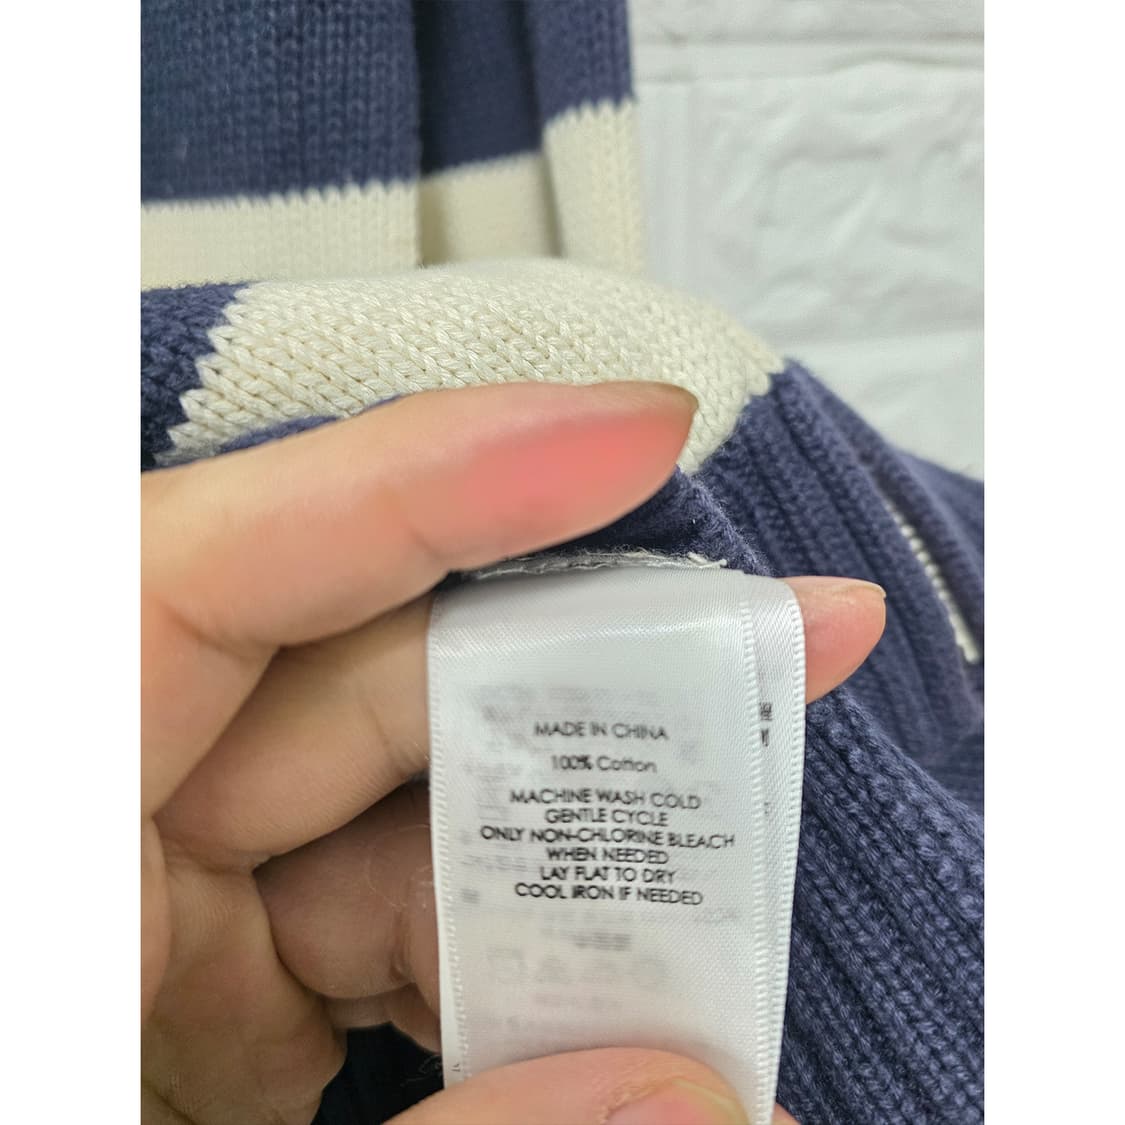 MADE IN CHINA
100% Cotton
MACHINE WASH COLD
GENTLE CYCLE
ONLY NON-CHLORINE BLEACH
WHEN NEEDED
LAY FLAT TO DRY
COOL IRON IF NEEDED